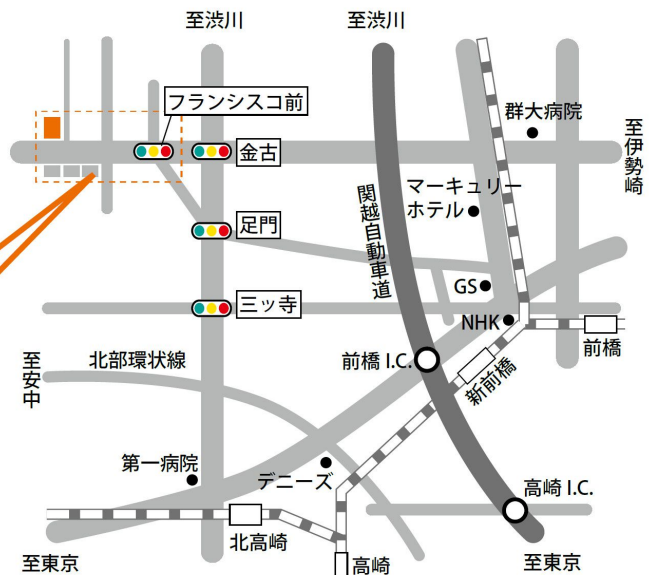 至渋川
至渋川
フランシスコ前
群大病院
至伊勢崎
金古
マーキュリー
ホテル
関越自動車道
足門
GS
三ッ寺
NHK
前橋
前橋 I.C.
新前橋
至安中
北部環状線
第一病院
デニーズ
高崎 I.C.
北高崎
至東京
高崎
至東京